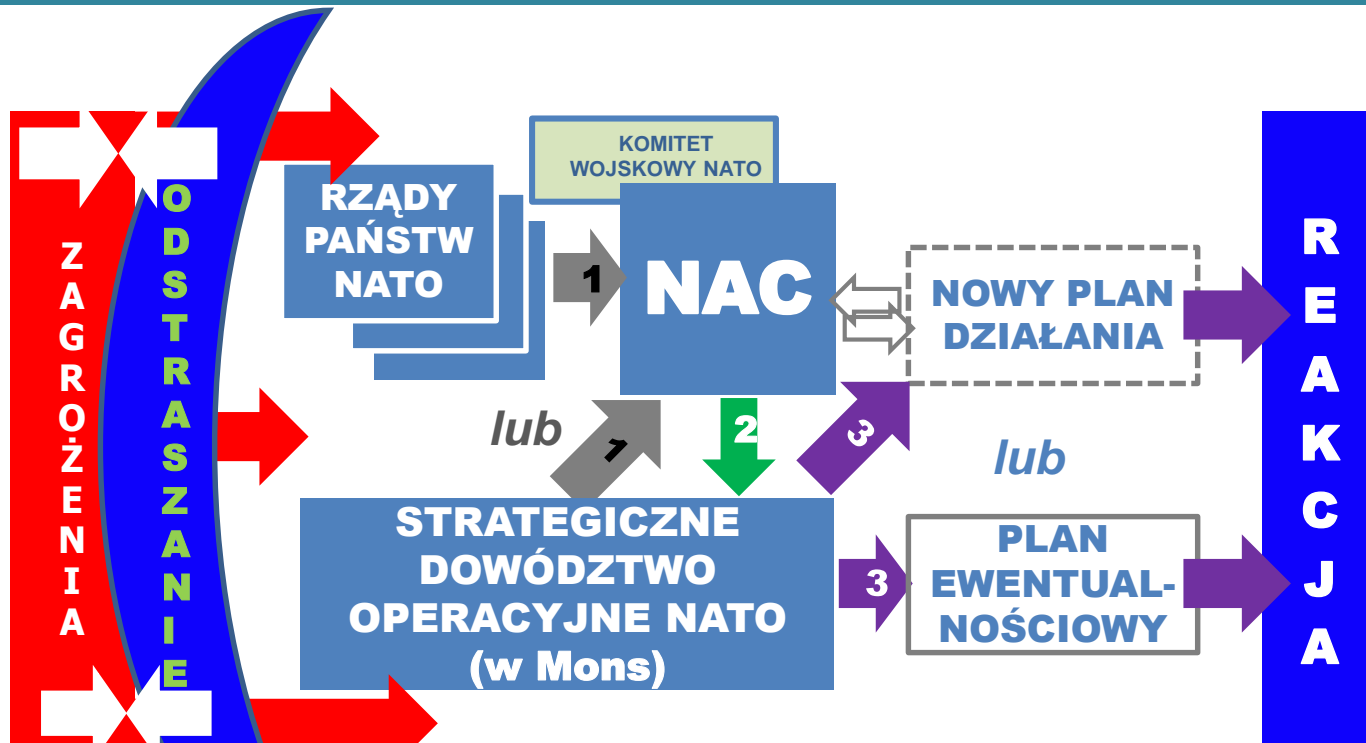 ZAGROŻENIA
ODSTRASZANIE
RZĄDY
PAŃSTW
NATO
1
KOMITET
WOJSKOWY NATO
NAC
NOWY PLAN
DZIAŁANIA
lub
1
2
3
lub
STRATEGICZNE
DOWÓDZTWO
OPERACYJNE NATO
(w Mons)
3
PLAN
EWENTUAL-
NOŚCIOWY
REAKCJA